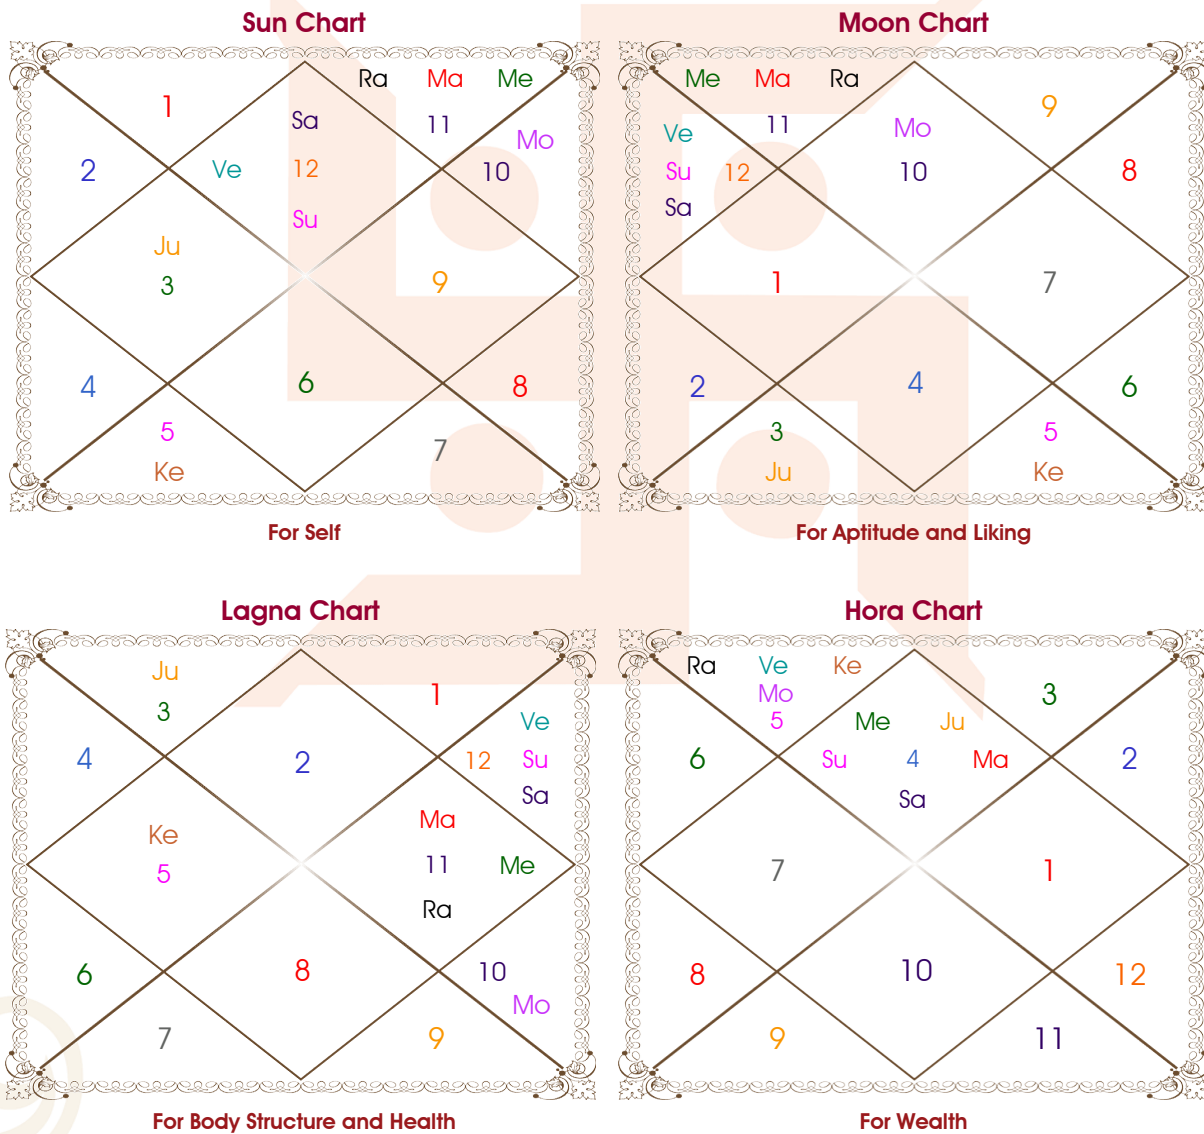 Sun Chart
Ra Ma Me
1 Sa 11 Mo
2 Ve 12 10
Su
Ju
3 9
4 6 8
5 7
Ke
For Self
Moon Chart
Me Ma Ra
9
Ve 11 Mo
Su 12 10 8
Sa
1 7
2 4 6
3 5
Ju Ke
For Aptitude and Liking
Lagna Chart
Ju 1
3 Ve
4 2 12 Su
Sa
Ke Ma
5 11 Me
Ra
6 8 10
Mo
7 9
For Body Structure and Health
Hora Chart
Ra Ve Ke
Mo 3
5 Me Ju
6 Su 4 Ma 2
Sa
7 1
8 10 12
9 11
For Wealth